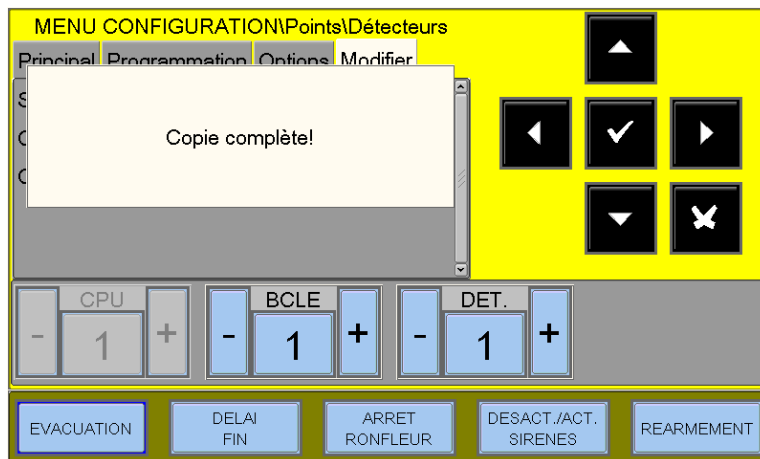 MENU CONFIGURATION\Points\Détecteurs
Principal Programmation Options Modifier
Copie complète!
CPU BCLE DET.
- 1 + - 1 + - 1 +
EVACUATION DELAI FIN ARRET RONFLEUR DESACT./ACT. SIRENES REARMEMENT